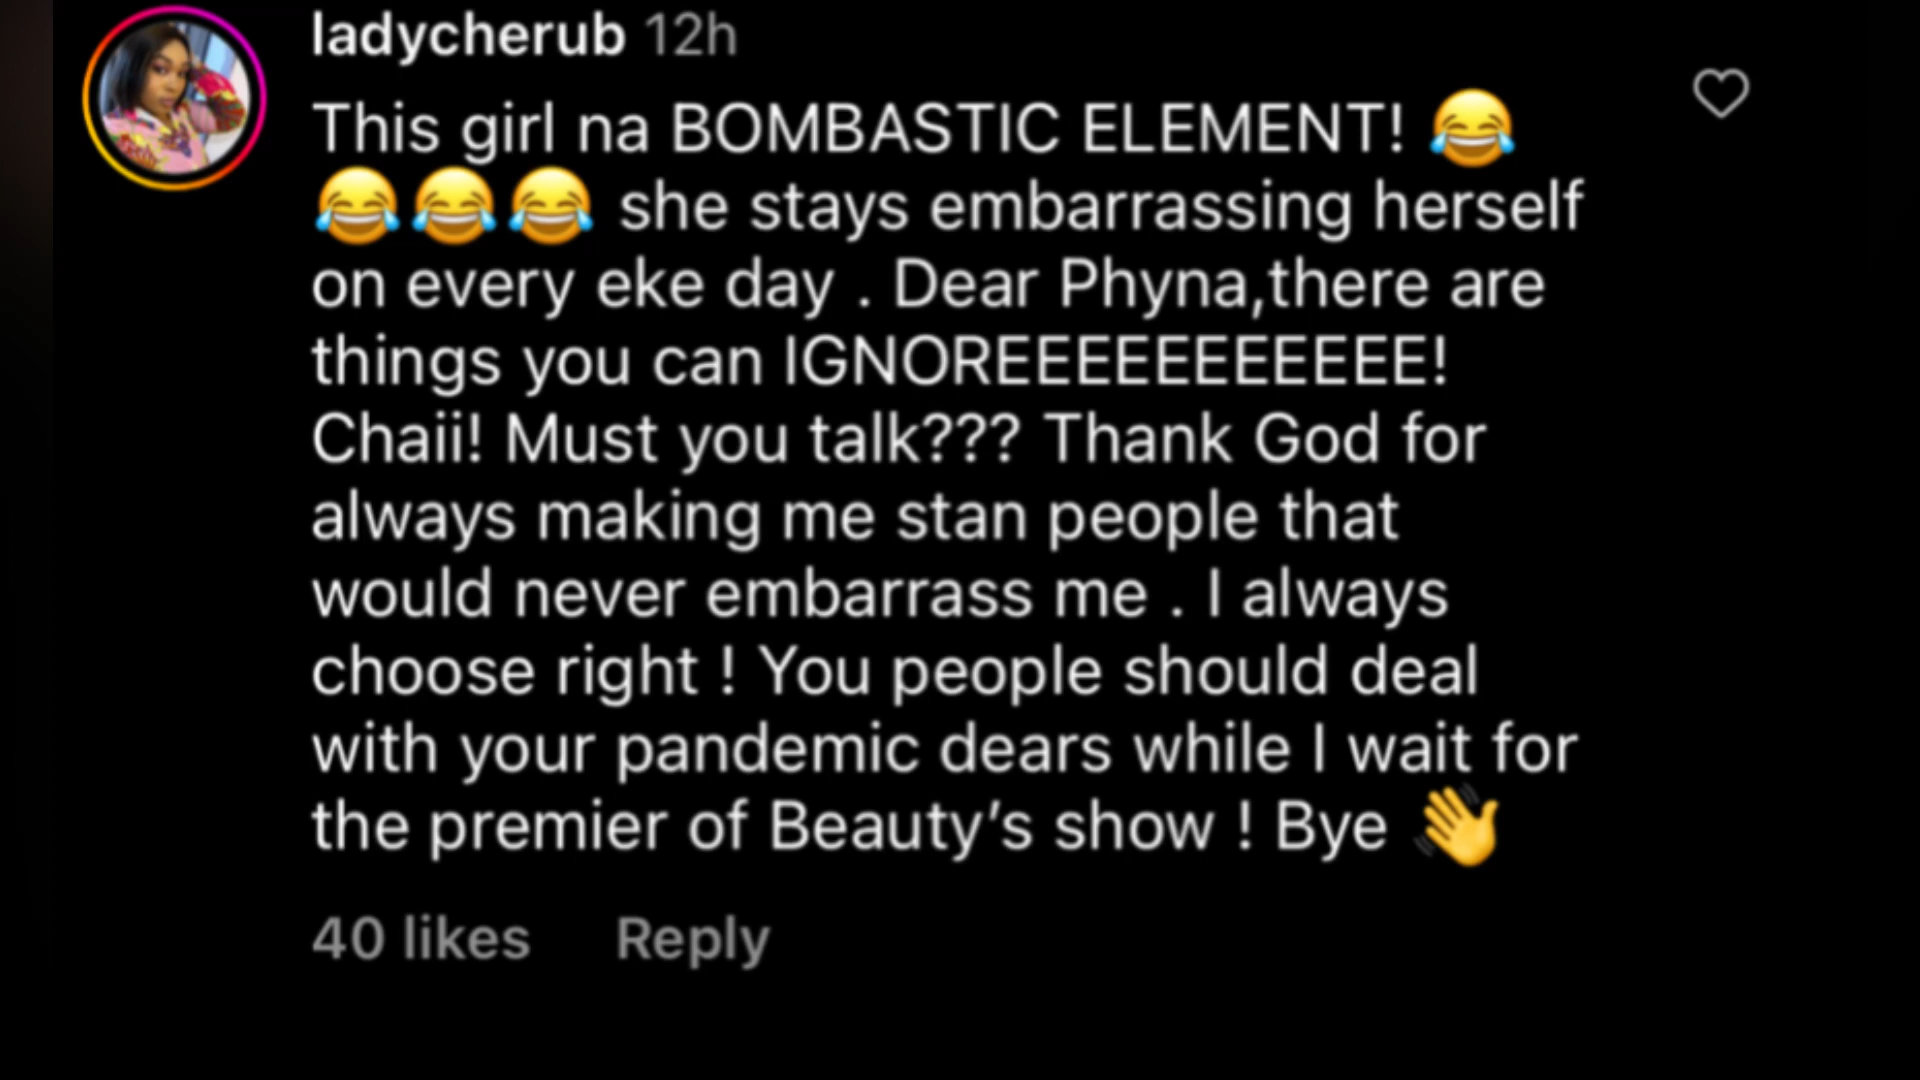 ladycherub 12h
This girl na BOMBASTIC ELEMENT! 😂
😂😂😂 she stays embarrassing herself
on every eke day . Dear Phyna,there are
things you can IGNOREEEEEEEEEEE!
Chaii! Must you talk??? Thank God for
always making me stan people that
would never embarrass me . I always
choose right ! You people should deal
with your pandemic dears while I wait for
the premier of Beauty’s show ! Bye 👋
40 likes Reply